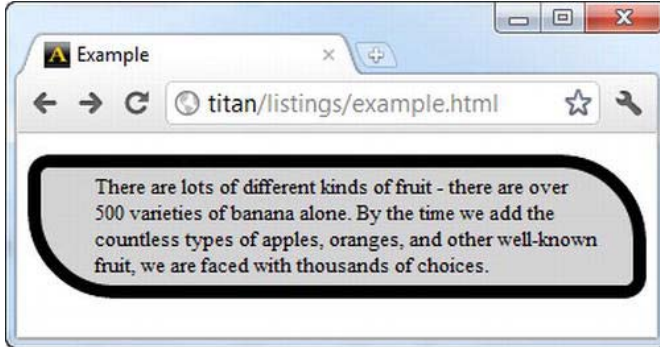 Example
titan/listings/example.html
There are lots of different kinds of fruit - there are over
500 varieties of banana alone. By the time we add the
countless types of apples, oranges, and other well-known
fruit, we are faced with thousands of choices.